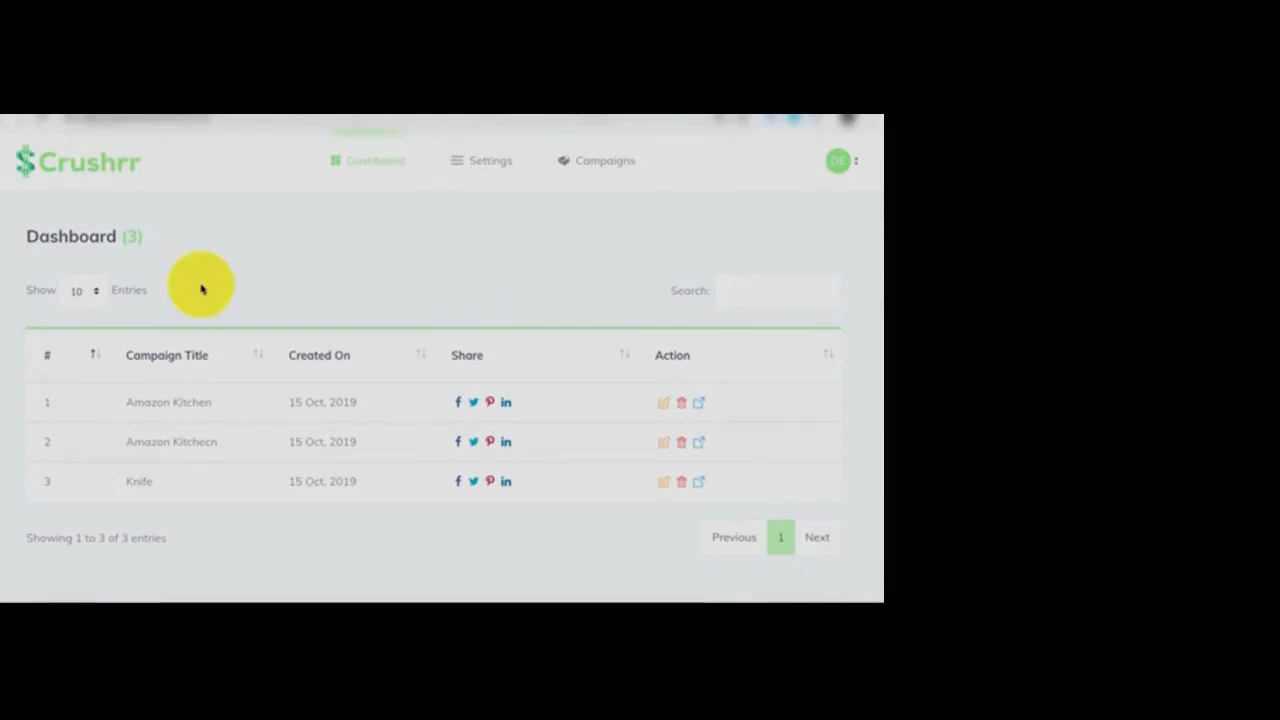 $Crushrr
Dashboard Settings Campaigns DE
Dashboard (3)
Show 10 Entries Search:
# Campaign Title Created On Share Action
1 Amazon Kitchen 15 Oct, 2019
2 Amazon Kitchecn 15 Oct, 2019
3 Knife 15 Oct, 2019
Showing 1 to 3 of 3 entries Previous 1 Next